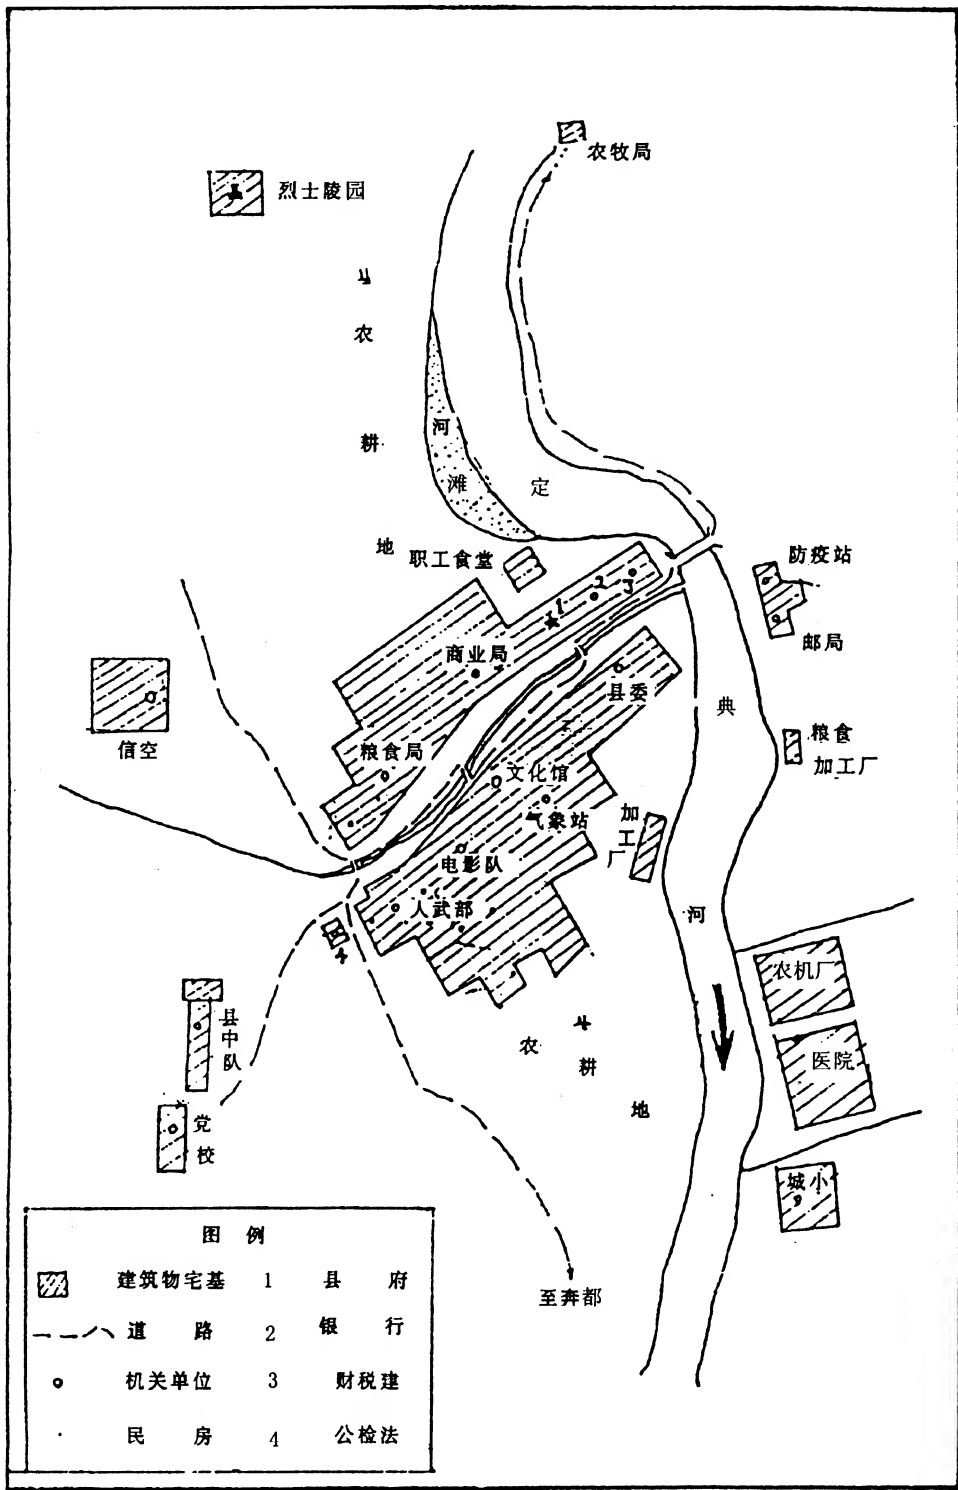 农牧局
烈士陵园
农
耕
地
河
滩
定
职工食堂
防疫站
邮局
1
2
3
商业局
县委
典
信空
粮食局
粮食
加工厂
文化馆
气象站
加
工
厂
电影队
人武部
河
4
农机厂
县
中
队
农
耕
地
医院
党
校
城小
至奔都
图 例
建筑物宅基 1 县 府
道 路 2 银 行
机关单位 3 财税建
民 房 4 公检法